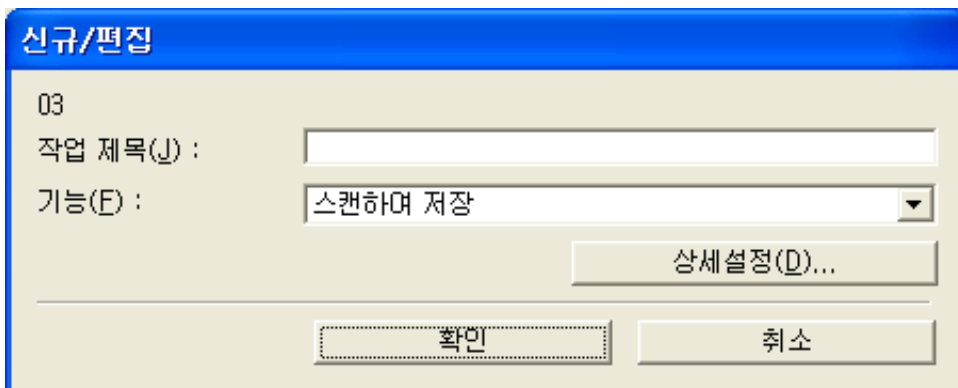 신규/편집
03
작업 제목(J) :
기능(F) : 스캔하여 저장
상세설정(D)...
확인 취소